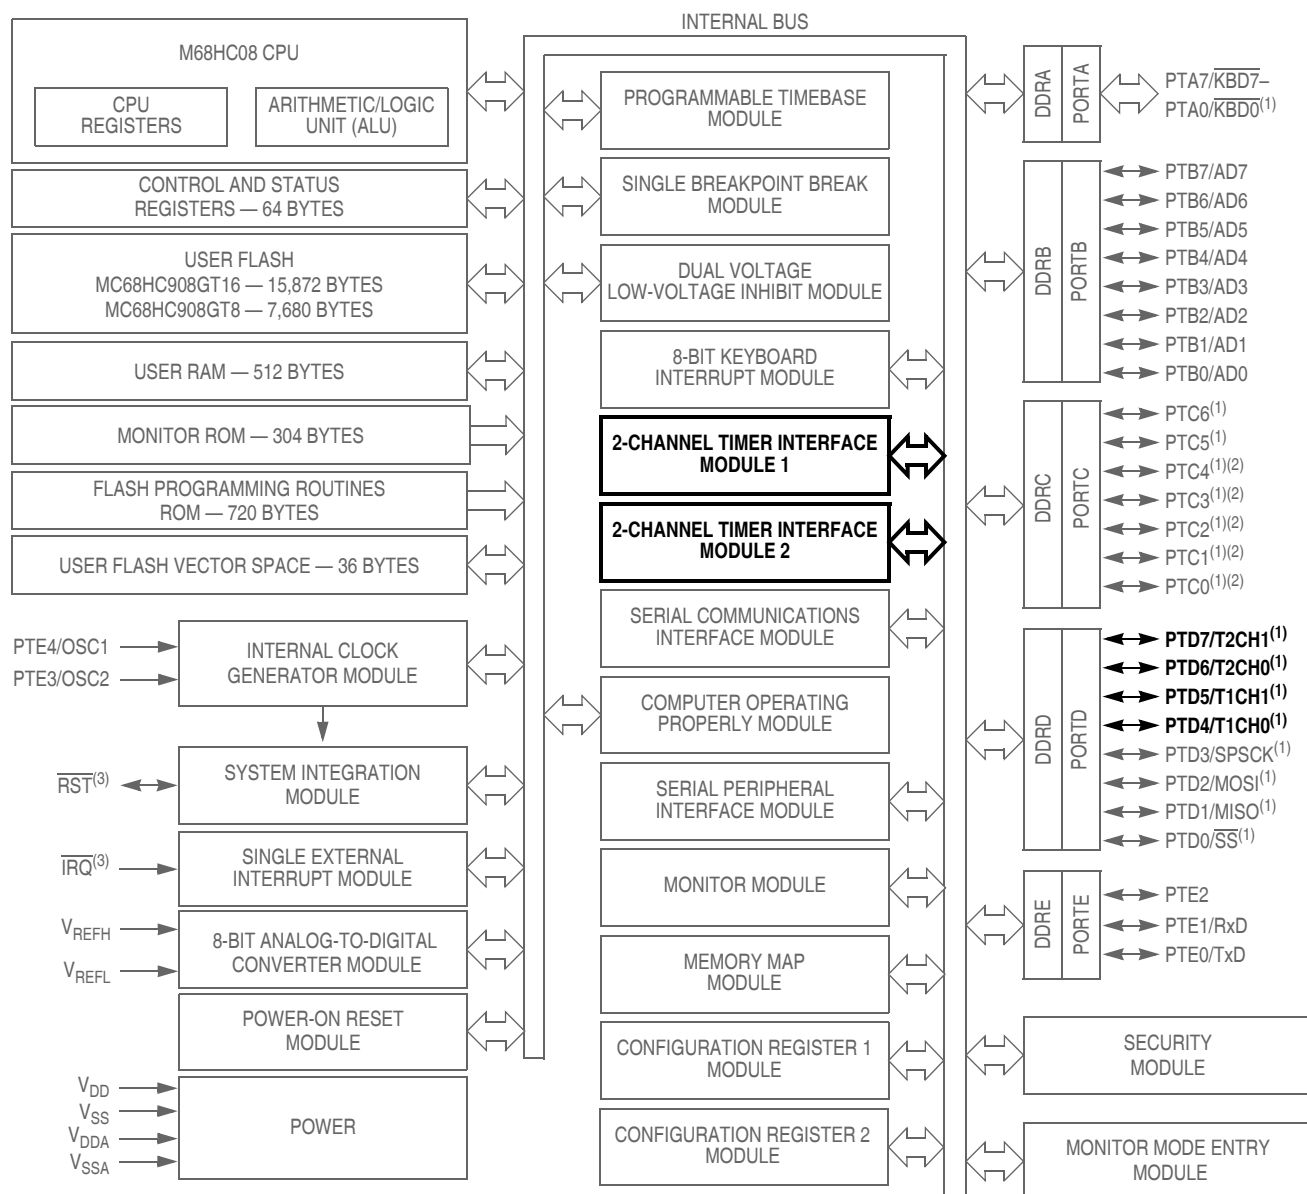 INTERNAL BUS
M68HC08 CPU
CPU
REGISTERS
ARITHMETIC/LOGIC
UNIT (ALU)
CONTROL AND STATUS
REGISTERS — 64 BYTES
USER FLASH
MC68HC908GT16 — 15,872 BYTES
MC68HC908GT8 — 7,680 BYTES
USER RAM — 512 BYTES
MONITOR ROM — 304 BYTES
FLASH PROGRAMMING ROUTINES
ROM — 720 BYTES
USER FLASH VECTOR SPACE — 36 BYTES
PTE4/OSC1
PTE3/OSC2
INTERNAL CLOCK
GENERATOR MODULE
RST(3)
SYSTEM INTEGRATION
MODULE
IRQ(3)
SINGLE EXTERNAL
INTERRUPT MODULE
VREFH
VREFL
8-BIT ANALOG-TO-DIGITAL
CONVERTER MODULE
POWER-ON RESET
MODULE
VDD
VSS
VDDA
VSSA
POWER
PROGRAMMABLE TIMEBASE
MODULE
SINGLE BREAKPOINT BREAK
MODULE
DUAL VOLTAGE
LOW-VOLTAGE INHIBIT MODULE
8-BIT KEYBOARD
INTERRUPT MODULE
2-CHANNEL TIMER INTERFACE
MODULE 1
2-CHANNEL TIMER INTERFACE
MODULE 2
SERIAL COMMUNICATIONS
INTERFACE MODULE
COMPUTER OPERATING
PROPERLY MODULE
SERIAL PERIPHERAL
INTERFACE MODULE
MONITOR MODULE
MEMORY MAP
MODULE
CONFIGURATION REGISTER 1
MODULE
CONFIGURATION REGISTER 2
MODULE
DDRA
PORTA
PTA7/KBD7–
PTA0/KBD0(1)
DDRB
PORTB
PTB7/AD7
PTB6/AD6
PTB5/AD5
PTB4/AD4
PTB3/AD3
PTB2/AD2
PTB1/AD1
PTB0/AD0
DDRC
PORTC
PTC6(1)
PTC5(1)
PTC4(1)(2)
PTC3(1)(2)
PTC2(1)(2)
PTC1(1)(2)
PTC0(1)(2)
DDRD
PORTD
PTD7/T2CH1(1)
PTD6/T2CH0(1)
PTD5/T1CH1(1)
PTD4/T1CH0(1)
PTD3/SPSCK(1)
PTD2/MOSI(1)
PTD1/MISO(1)
PTD0/SS(1)
DDRE
PORTE
PTE2
PTE1/RxD
PTE0/TxD
SECURITY
MODULE
MONITOR MODE ENTRY
MODULE